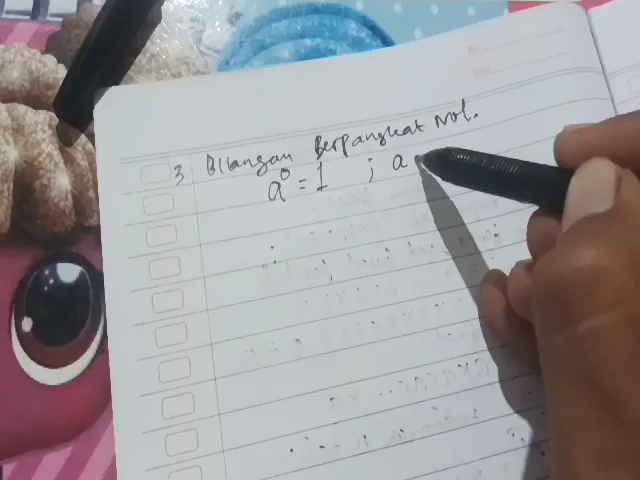 3 Bilangan Berpangkat Nol.
a⁰ = 1 ; a